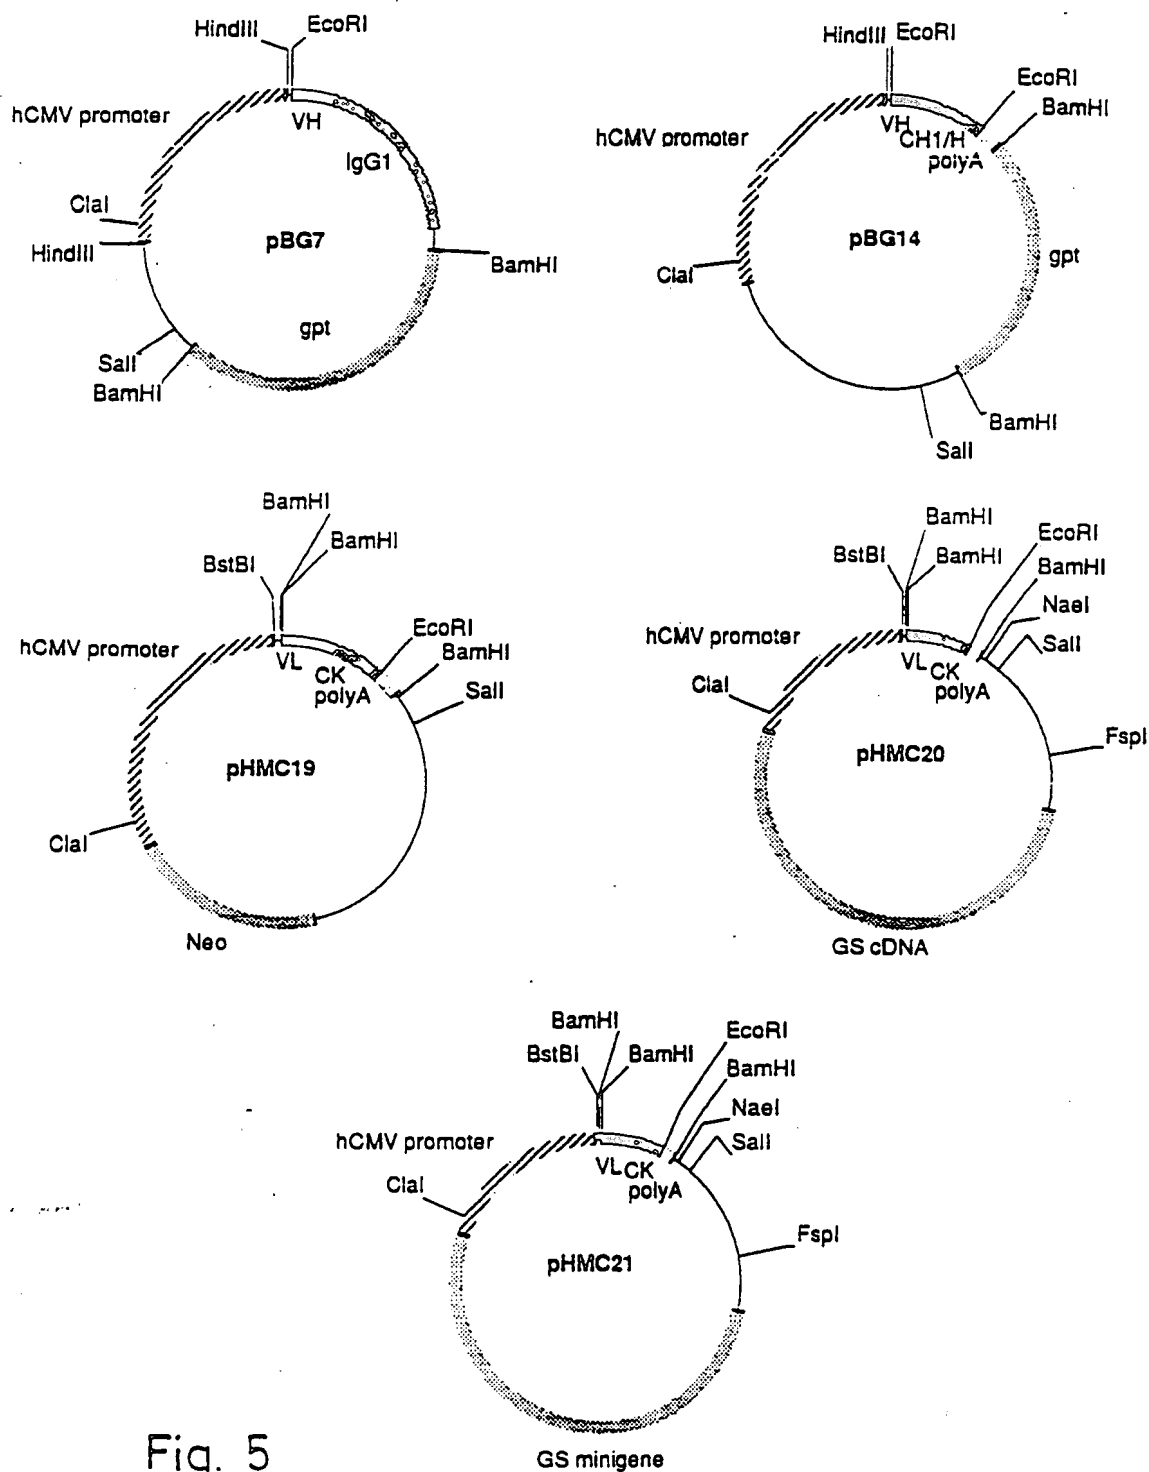 HindIII
EcoRI
hCMV promoter
VH
IgG1
ClaI
HindIII
pBG7
BamHI
gpt
SalI
BamHI
HindIII
EcoRI
EcoRI
BamHI
hCMV promoter
VH
CH1/H
polyA
pBG14
ClaI
gpt
BamHI
SalI
BamHI
BamHI
BstBI
hCMV promoter
VL
EcoRI
BamHI
CK
polyA
SalI
pHMC19
ClaI
Neo
BamHI
EcoRI
BstBI
BamHI
BamHI
NaeI
hCMV promoter
SalI
VL
CK
polyA
ClaI
FspI
pHMC20
GS cDNA
BamHI
EcoRI
BstBI
BamHI
BamHI
NaeI
hCMV promoter
SalI
VL
CK
polyA
ClaI
FspI
pHMC21
GS minigene
Fig. 5